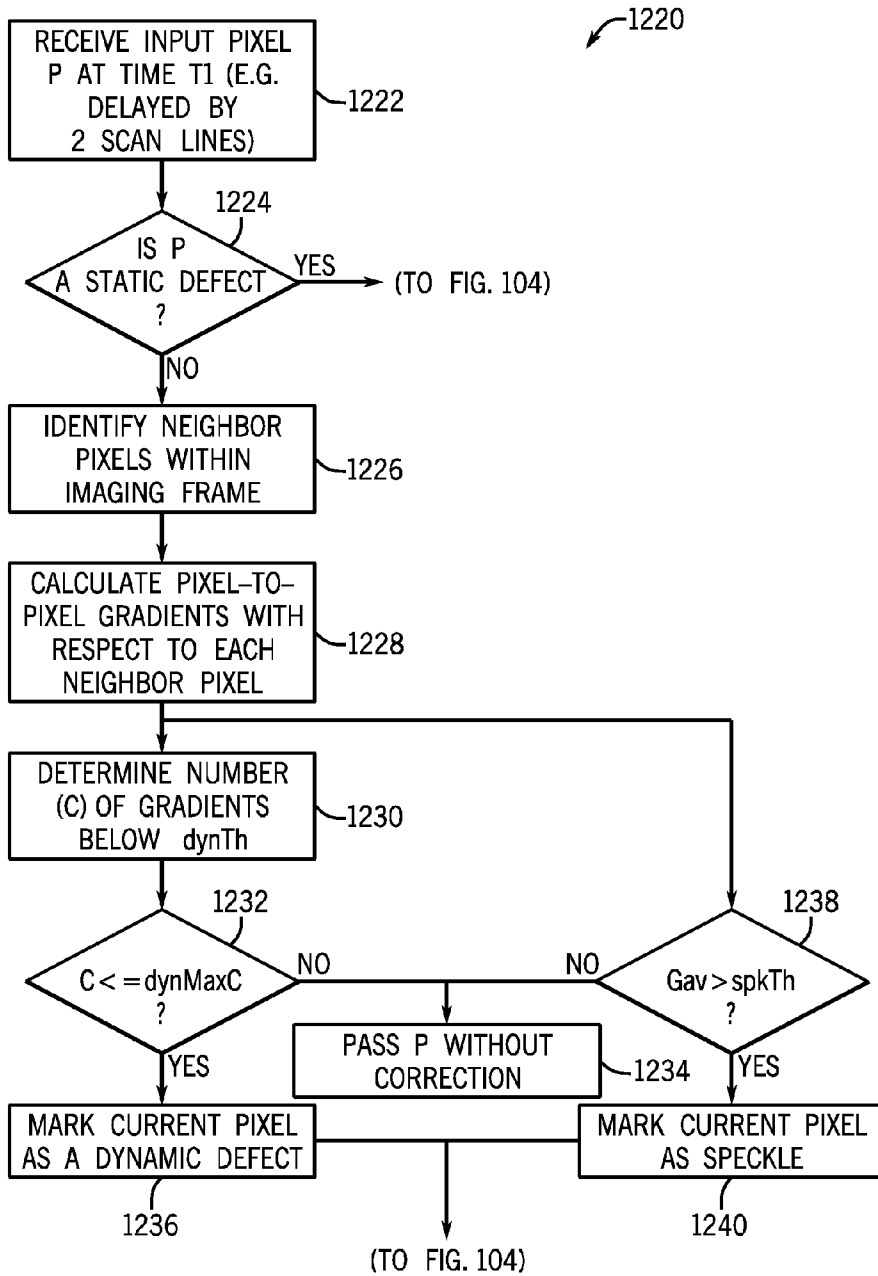 1220
RECEIVE INPUT PIXEL
P AT TIME T1 (E.G.
DELAYED BY
2 SCAN LINES)
1222
1224
IS P
A STATIC DEFECT
?
YES
(TO FIG. 104)
NO
IDENTIFY NEIGHBOR
PIXELS WITHIN
IMAGING FRAME
1226
CALCULATE PIXEL-TO-
PIXEL GRADIENTS WITH
RESPECT TO EACH
NEIGHBOR PIXEL
1228
DETERMINE NUMBER
(C) OF GRADIENTS
BELOW dynTh
1230
1232
C<=dynMaxC
?
NO
YES
1238
Gav>spkTh
?
NO
YES
PASS P WITHOUT
CORRECTION
1234
MARK CURRENT PIXEL
AS A DYNAMIC DEFECT
1236
MARK CURRENT PIXEL
AS SPECKLE
1240
(TO FIG. 104)